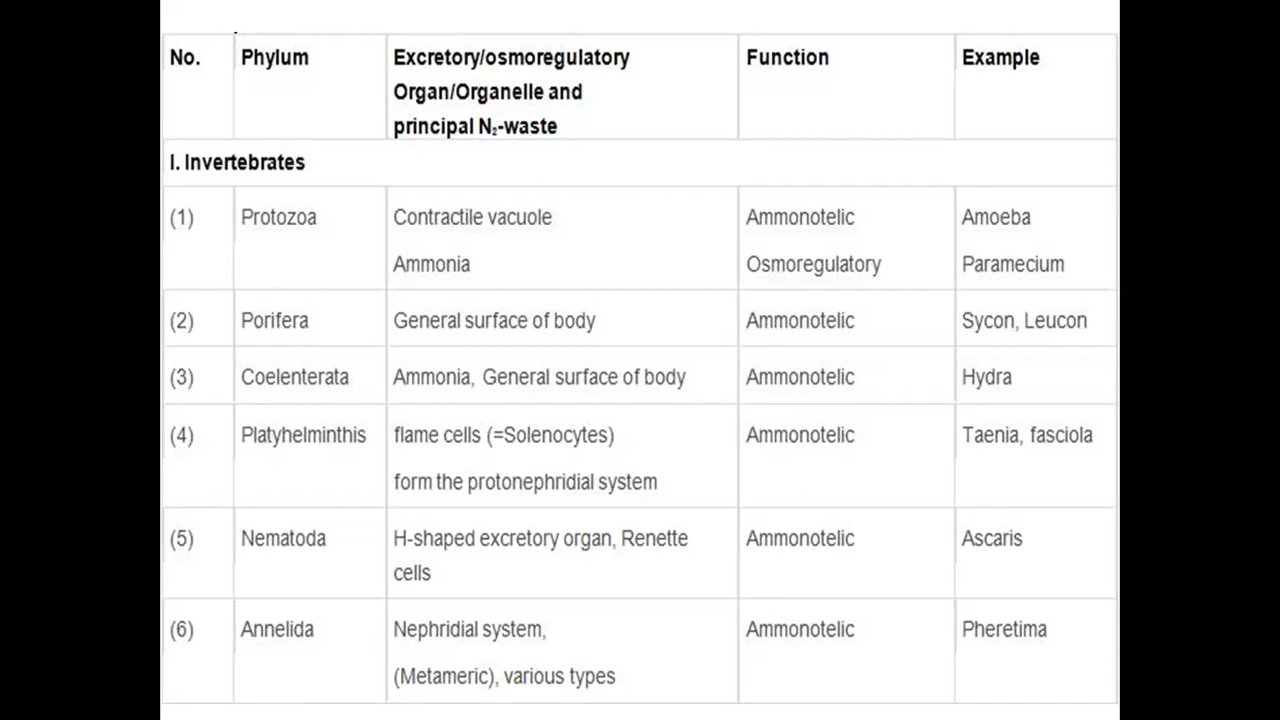 No. Phylum Excretory/osmoregulatory Function Example
Organ/Organelle and
principal N₂-waste
I. Invertebrates
(1) Protozoa Contractile vacuole Ammonotelic Amoeba
Ammonia Osmoregulatory Paramecium
(2) Porifera General surface of body Ammonotelic Sycon, Leucon
(3) Coelenterata Ammonia, General surface of body Ammonotelic Hydra
(4) Platyhelminthis flame cells (=Solenocytes) Ammonotelic Taenia, fasciola
form the protonephridial system
(5) Nematoda H-shaped excretory organ, Renette Ammonotelic Ascaris
cells
(6) Annelida Nephridial system, Ammonotelic Pheretima
(Metameric), various types